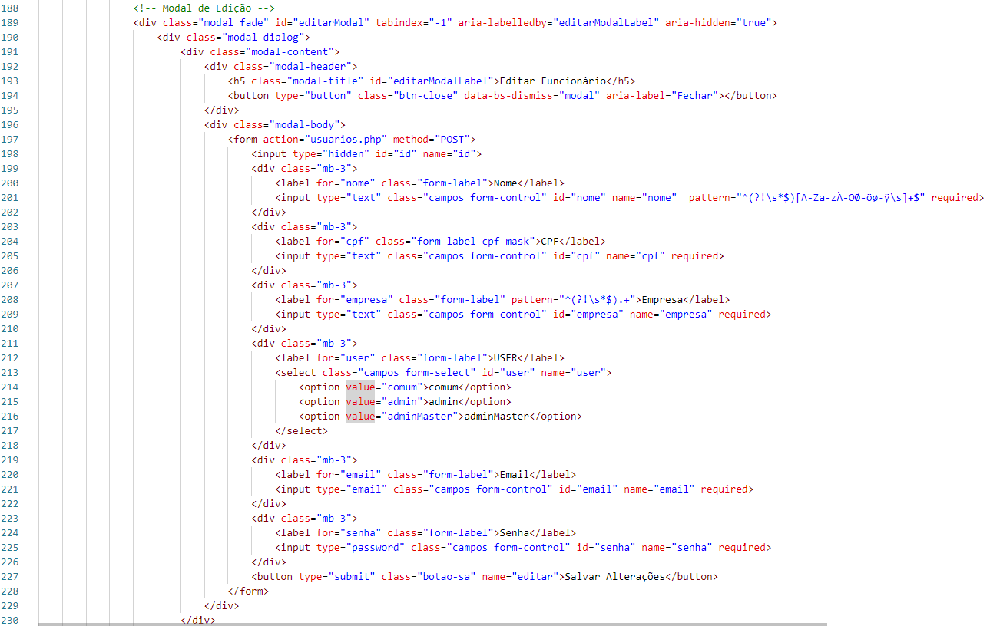 188 <!-- Modal de Edição -->
189 <div class="modal fade" id="editarModal" tabindex="-1" aria-labelledby="editarModalLabel" aria-hidden="true">
190 <div class="modal-dialog">
191 <div class="modal-content">
192 <div class="modal-header">
193 <h5 class="modal-title" id="editarModalLabel">Editar Funcionário</h5>
194 <button type="button" class="btn-close" data-bs-dismiss="modal" aria-label="Fechar"></button>
195 </div>
196 <div class="modal-body">
197 <form action="usuarios.php" method="POST">
198 <input type="hidden" id="id" name="id">
199 <div class="mb-3">
200 <label for="nome" class="form-label">Nome</label>
201 <input type="text" class="campos form-control" id="nome" name="nome"  pattern="^(?!\s*$)[A-Za-zÀ-ÖØ-öø-ÿ\s]+$" required>
202 </div>
203 <div class="mb-3">
204 <label for="cpf" class="form-label cpf-mask">CPF</label>
205 <input type="text" class="campos form-control" id="cpf" name="cpf" required>
206 </div>
207 <div class="mb-3">
208 <label for="empresa" class="form-label" pattern="^(?!\s*$).+">Empresa</label>
209 <input type="text" class="campos form-control" id="empresa" name="empresa" required>
210 </div>
211 <div class="mb-3">
212 <label for="user" class="form-label">USER</label>
213 <select class="campos form-select" id="user" name="user">
214 <option value="comum">comum</option>
215 <option value="admin">admin</option>
216 <option value="adminMaster">adminMaster</option>
217 </select>
218 </div>
219 <div class="mb-3">
220 <label for="email" class="form-label">Email</label>
221 <input type="email" class="campos form-control" id="email" name="email" required>
222 </div>
223 <div class="mb-3">
224 <label for="senha" class="form-label">Senha</label>
225 <input type="password" class="campos form-control" id="senha" name="senha" required>
226 </div>
227 <button type="submit" class="botao-sa" name="editar">Salvar Alterações</button>
228 </form>
229 </div>
230 </div>